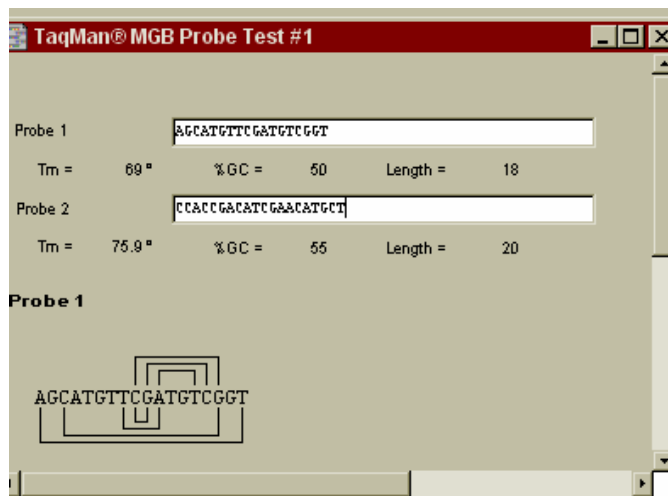 TaqMan® MGB Probe Test #1
Probe 1 AGCATGTTCGATGTCGGT
Tm = 69° %GC = 50 Length = 18
Probe 2 CCACCGACATCGAACATGCT
Tm = 75.9° %GC = 55 Length = 20
Probe 1
AGCATGTTCGATGTCGGT